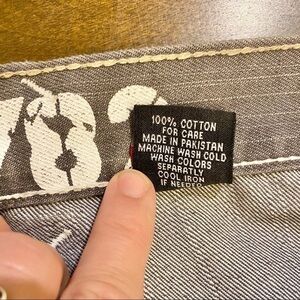 100% COTTON
FOR CARE
MADE IN PAKISTAN
MACHINE WASH COLD
WASH COLORS
SEPARATLY
COOL IRON
IF NEEDED